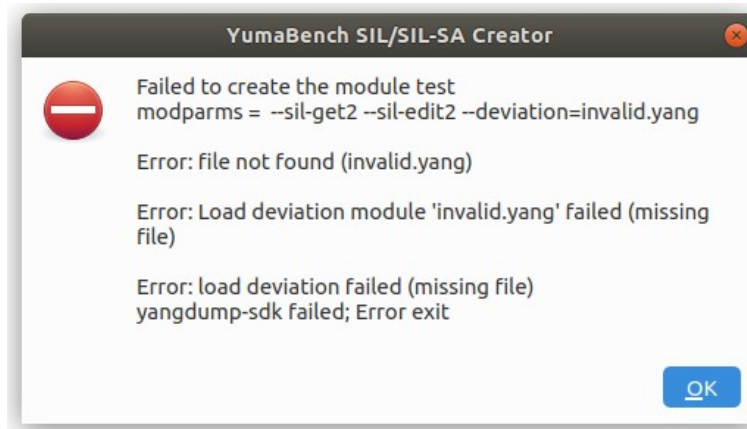 YumaBench SIL/SIL-SA Creator
Failed to create the module test
modparms =  --sil-get2 --sil-edit2 --deviation=invalid.yang
Error: file not found (invalid.yang)
Error: Load deviation module 'invalid.yang' failed (missing
file)
Error: load deviation failed (missing file)
yangdump-sdk failed; Error exit
OK